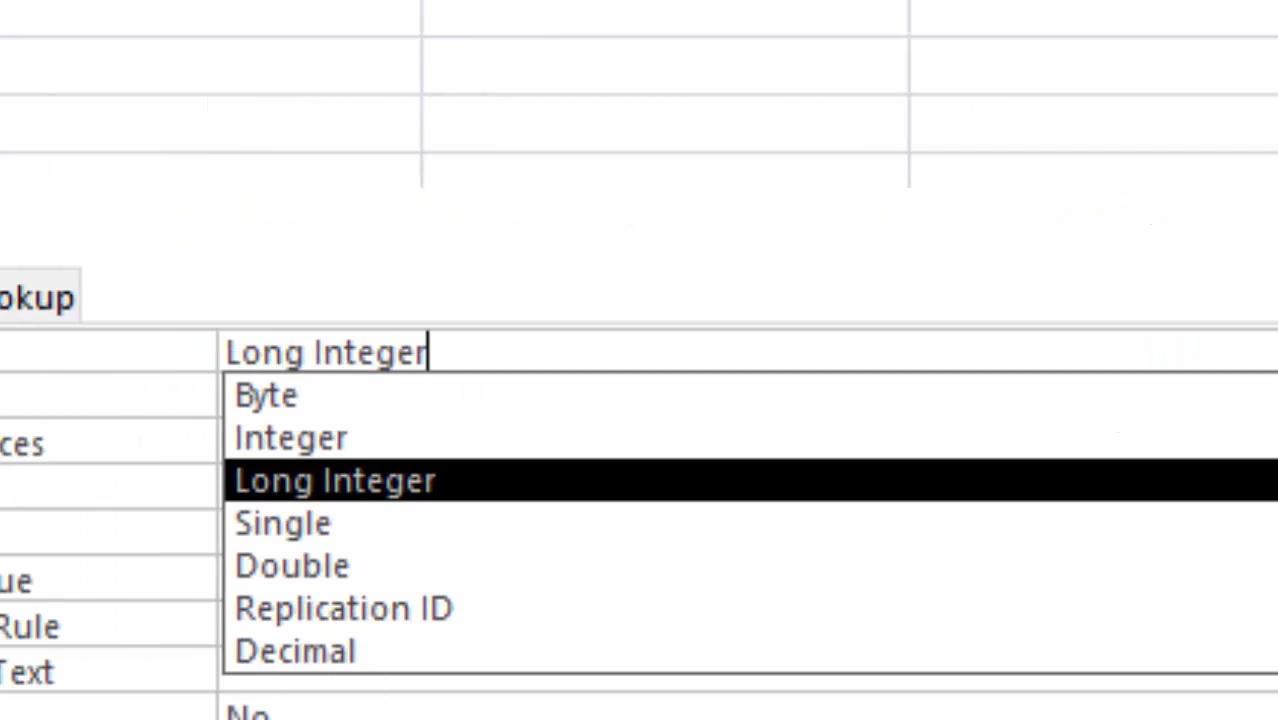 okup
Long Integer
Byte
ces
Integer
Long Integer
Single
Double
ue
Replication ID
Rule
Decimal
Text
No